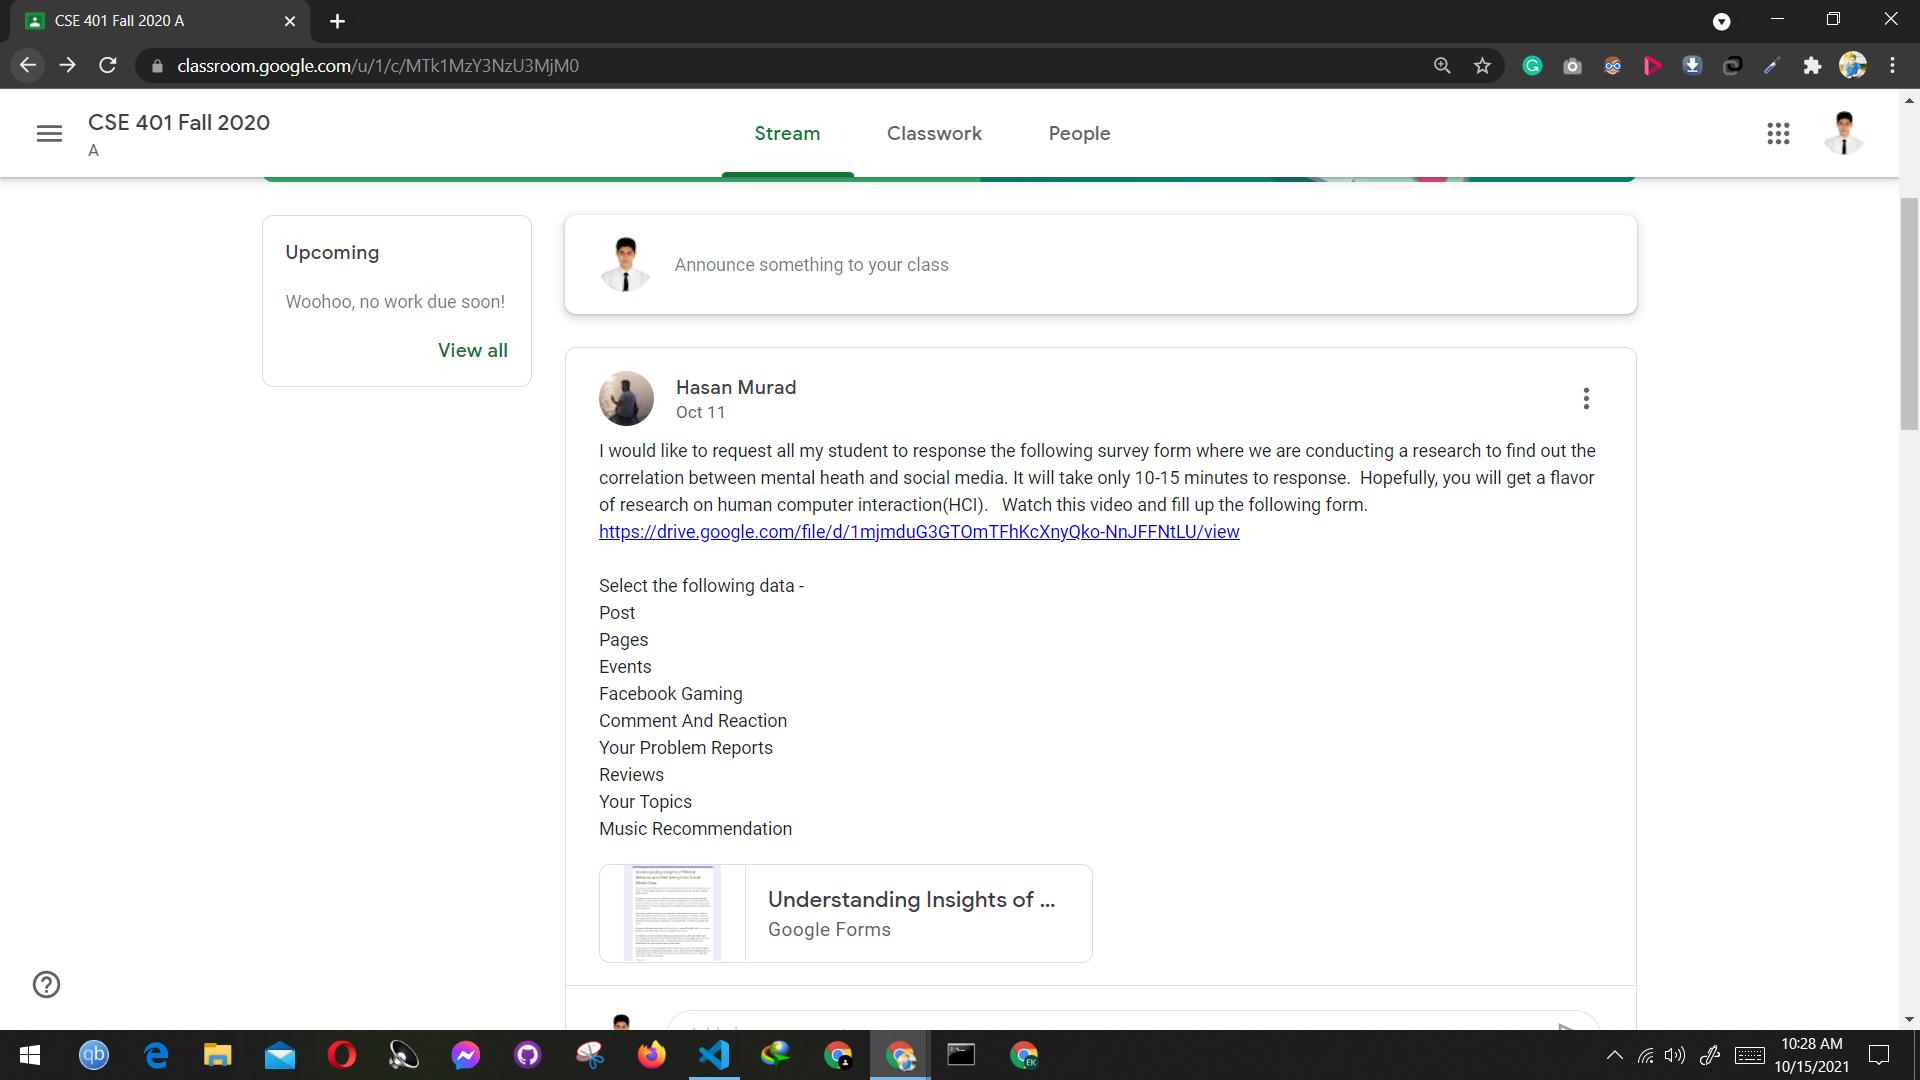 CSE 401 Fall 2020 A
classroom.google.com/u/1/c/MTk1MzY3NzU3MjM0
CSE 401 Fall 2020
A
Stream
Classwork
People
Upcoming
Woohoo, no work due soon!
View all
Announce something to your class
Hasan Murad
Oct 11
I would like to request all my student to response the following survey form where we are conducting a research to find out the
correlation between mental heath and social media. It will take only 10-15 minutes to response.  Hopefully, you will get a flavor
of research on human computer interaction(HCI).   Watch this video and fill up the following form.
https://drive.google.com/file/d/1mjmduG3GTOmTFhKcXnyQko-NnJFFNtLU/view
Select the following data -
Post
Pages
Events
Facebook Gaming
Comment And Reaction
Your Problem Reports
Reviews
Your Topics
Music Recommendation
Understanding Insights of ...
Google Forms
qb
EK
10:28 AM
10/15/2021